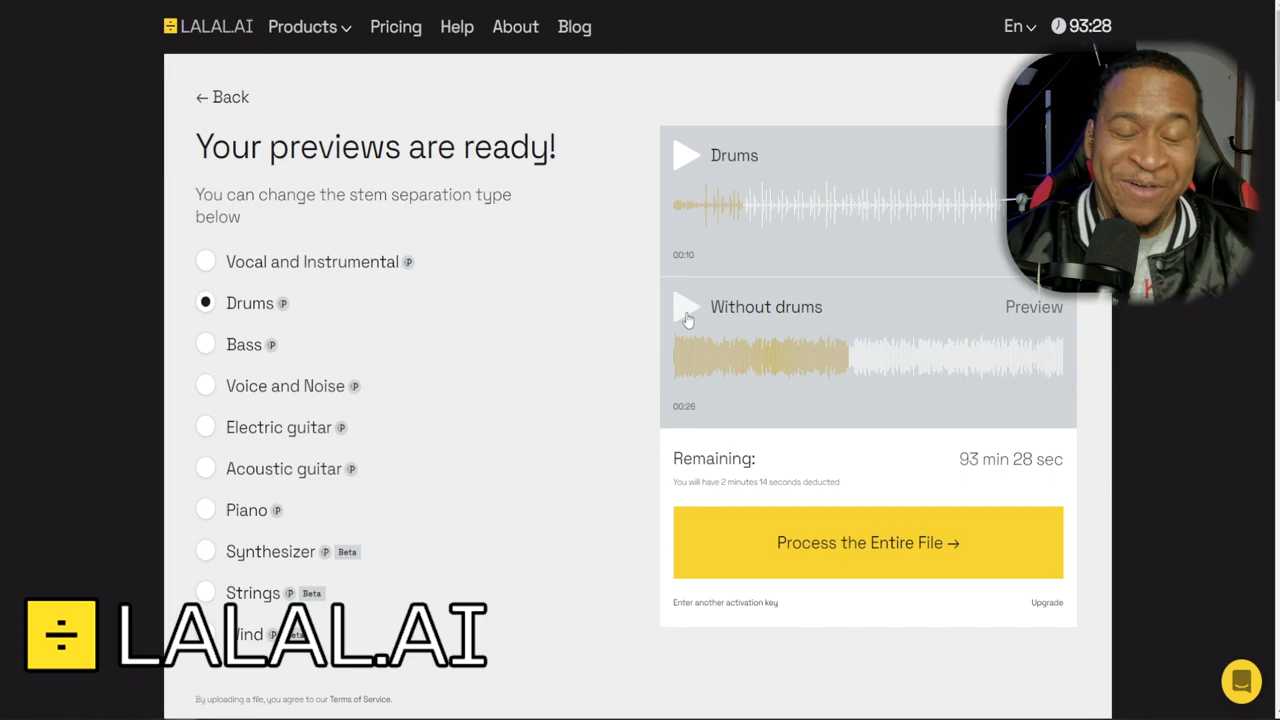 LALAL.AI Products Pricing Help About Blog En 93:28
← Back
Your previews are ready!
You can change the stem separation type
below
Vocal and Instrumental P
Drums P
Bass P
Voice and Noise P
Electric guitar P
Acoustic guitar P
Piano P
Synthesizer P Beta
Strings P Beta
By uploading a file, you agree to our Terms of Service.
Drums
00:10
Without drums Preview
00:26
Remaining: 93 min 28 sec
You will have 2 minutes 14 seconds deducted
Process the Entire File →
Enter another activation key Upgrade
LALAL.AI